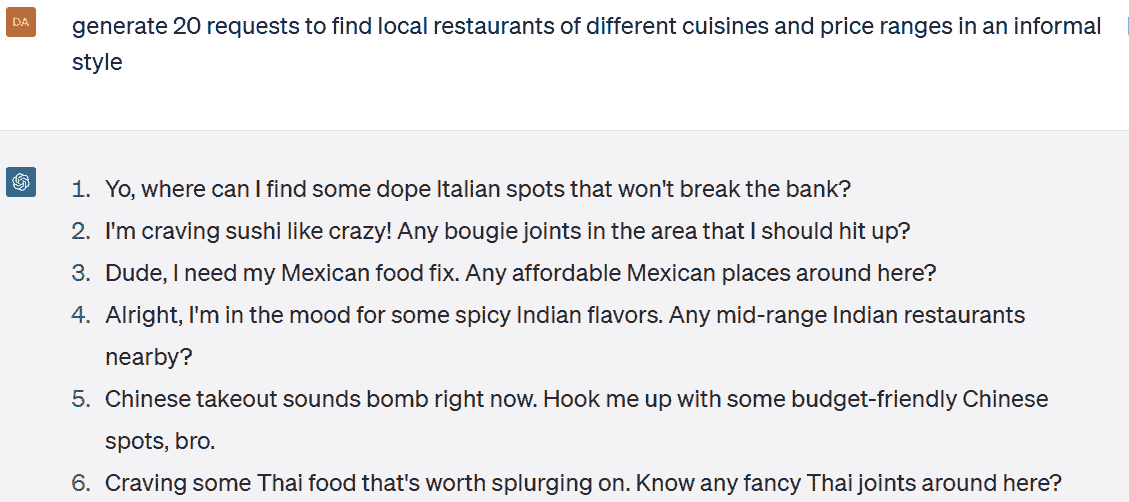 DA
generate 20 requests to find local restaurants of different cuisines and price ranges in an informal
style
1. Yo, where can I find some dope Italian spots that won't break the bank?
2. I'm craving sushi like crazy! Any bougie joints in the area that I should hit up?
3. Dude, I need my Mexican food fix. Any affordable Mexican places around here?
4. Alright, I'm in the mood for some spicy Indian flavors. Any mid-range Indian restaurants
nearby?
5. Chinese takeout sounds bomb right now. Hook me up with some budget-friendly Chinese
spots, bro.
6. Craving some Thai food that's worth splurging on. Know any fancy Thai joints around here?